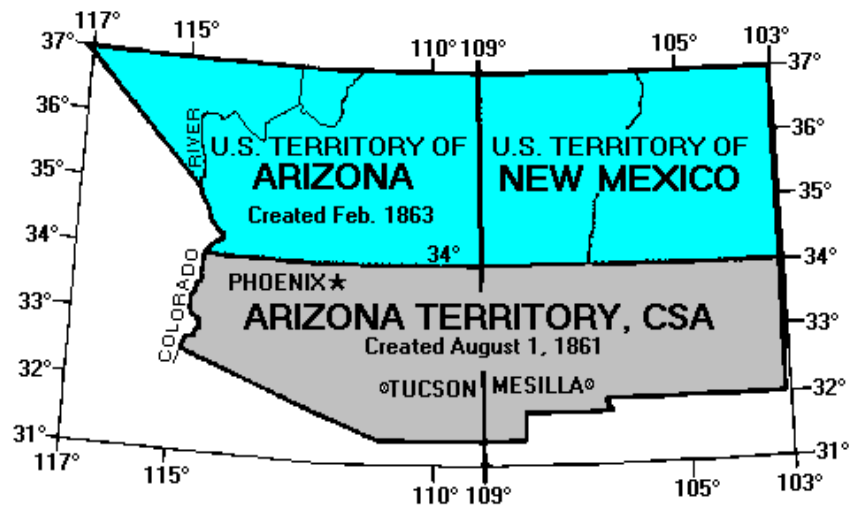 117°
115°
110° 109°
105°
103°
37°
37°
36°
36°
35°
35°
34°
34°
33°
33°
32°
32°
31°
31°
RIVER
U.S. TERRITORY OF
ARIZONA
Created Feb. 1863
U.S. TERRITORY OF
NEW MEXICO
34°
COLORADO
PHOENIX★
ARIZONA TERRITORY, CSA
Created August 1, 1861
TUCSON
MESILLA
117°
115°
110° 109°
105°
103°